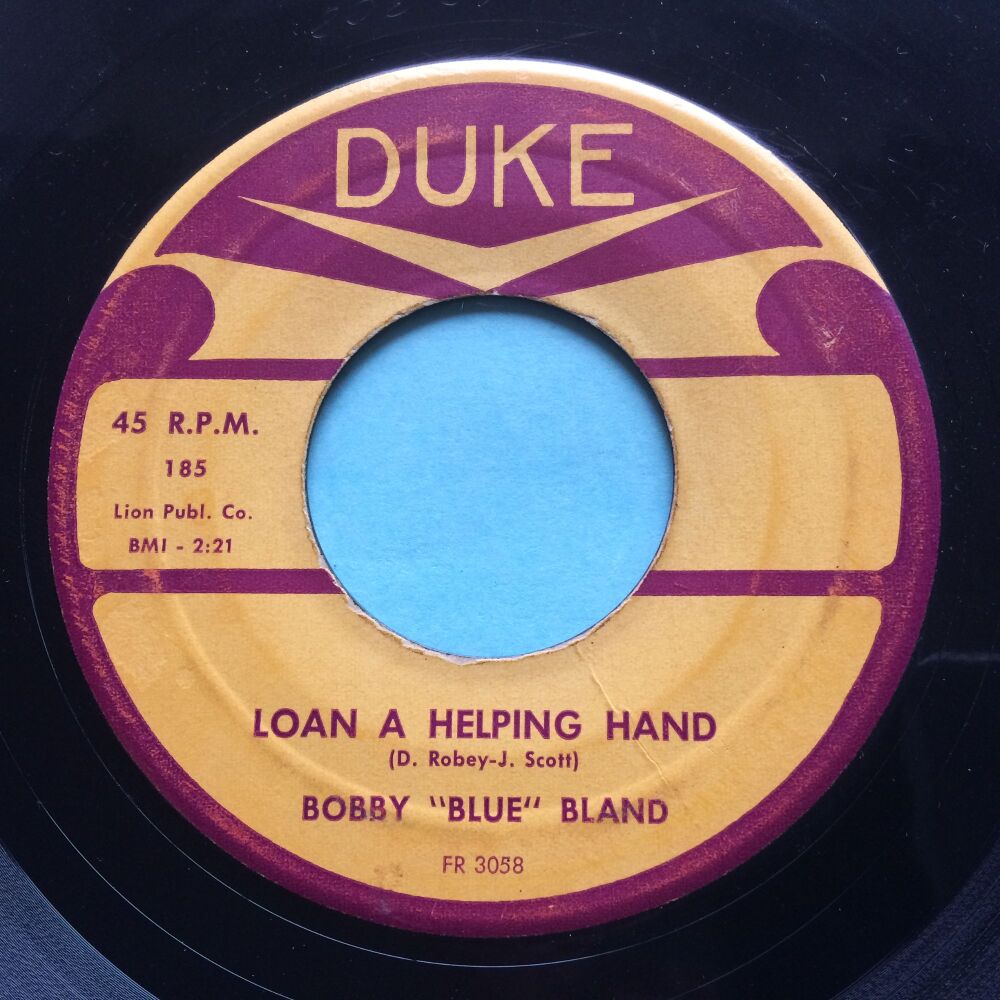 DUKE
45 R.P.M.
185
Lion Publ. Co.
BMI - 2:21
LOAN A HELPING HAND
(D. Robey-J. Scott)
BOBBY "BLUE" BLAND
FR 3058